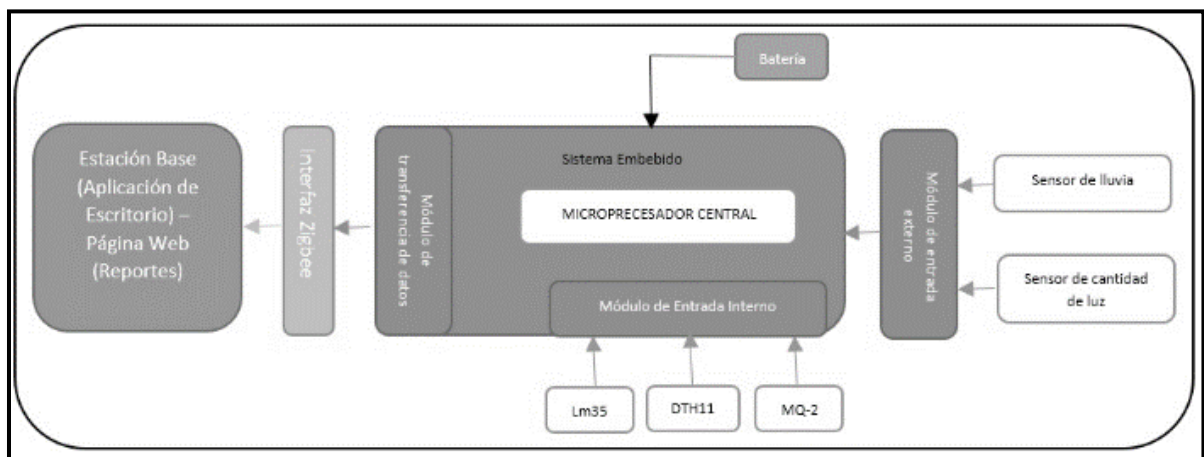 Batería
Estación Base
(Aplicación de
Escritorio) –
Página Web
(Reportes)
Interfaz Zigbee
Módulo de
transferencia de datos
Sistema Embebido
MICROPRECESADOR CENTRAL
Módulo de Entrada Interno
Módulo de entrada
externo
Sensor de lluvia
Sensor de cantidad
de luz
Lm35
DTH11
MQ-2